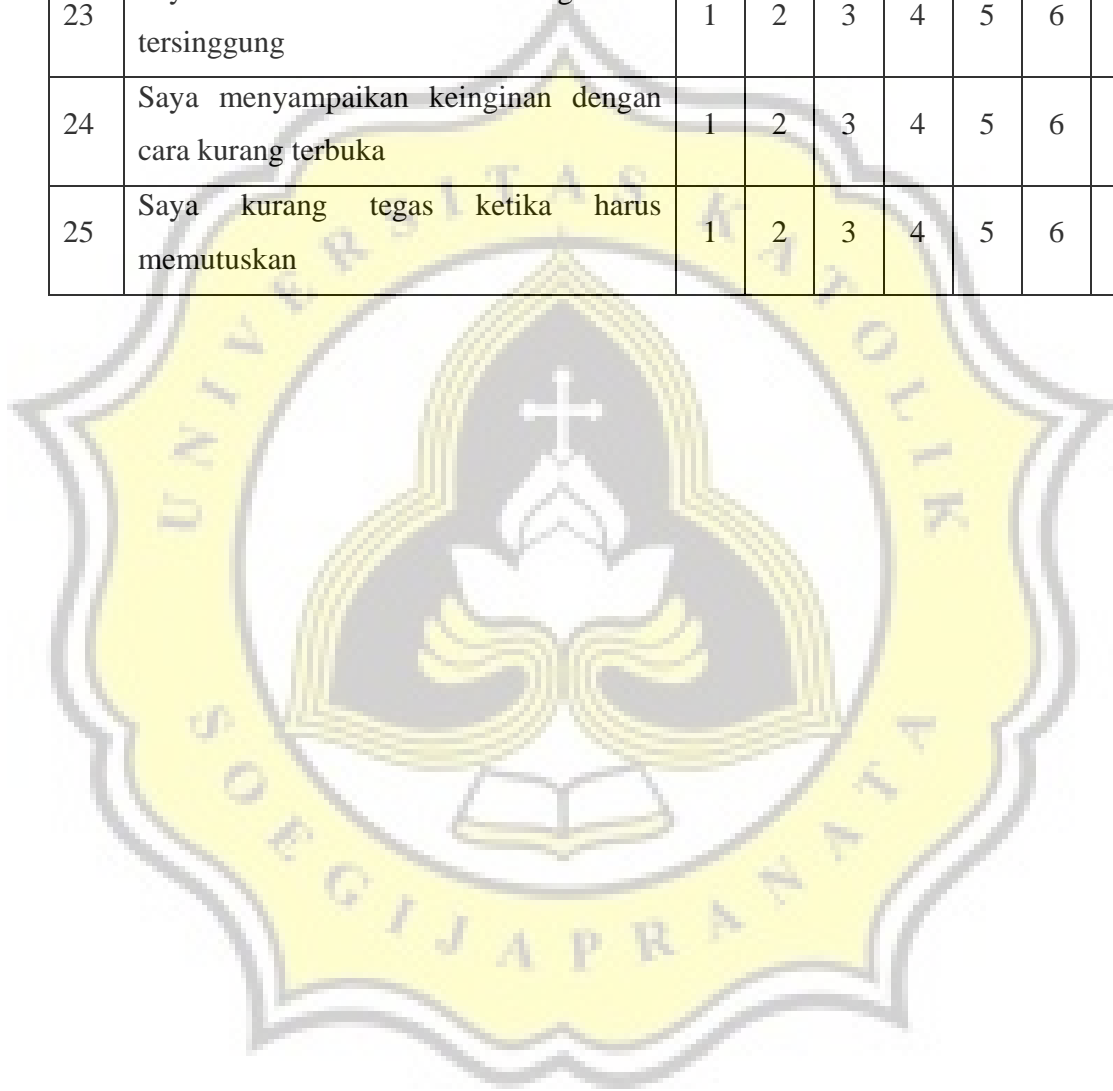 23 1 2 3 4 5 6
tersinggung
Saya menyampaikan keinginan dengan
24 1 2 3 4 5 6
cara kurang terbuka
Saya kurang tegas ketika harus
25 1 2 3 4 5 6
memutuskan
UNIVERSITAS KATOLIK
SOEGIJAPRANATA